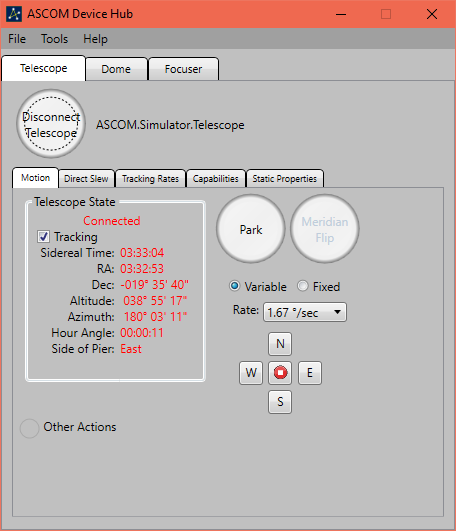 ASCOM Device Hub
File Tools Help
Telescope Dome Focuser
Disconnect
Telescope
ASCOM.Simulator.Telescope
Motion Direct Slew Tracking Rates Capabilities Static Properties
Telescope State
Connected
Tracking
Sidereal Time: 03:33:04
RA: 03:32:53
Dec: -019° 35' 40"
Altitude: 038° 55' 17"
Azimuth: 180° 03' 11"
Hour Angle: 00:00:11
Side of Pier: East
Park
Meridian
Flip
Variable Fixed
Rate: 1.67 °/sec
N
W E
S
Other Actions